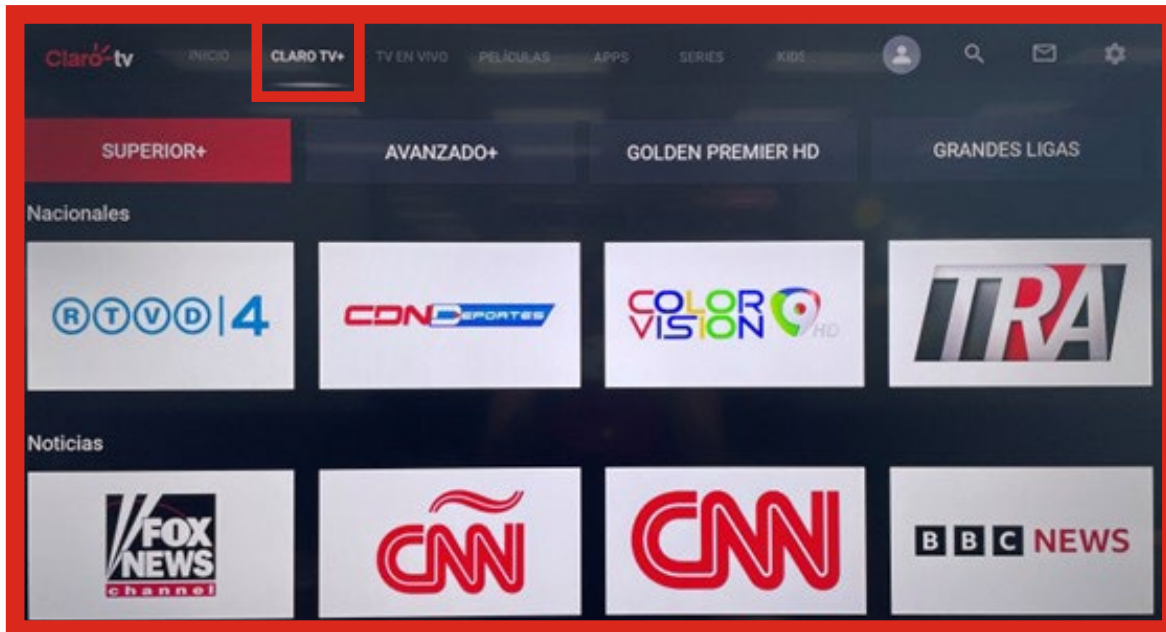 Claro-tv INICIO CLARO TV+ TV EN VIVO PELÍCULAS APPS SERIES KIDS
SUPERIOR+ AVANZADO+ GOLDEN PREMIER HD GRANDES LIGAS
Nacionales
RTVD|4 CDN DEPORTES COLOR VISION 9 HD TRA
Noticias
FOX NEWS channel CÑN CNN BBC NEWS